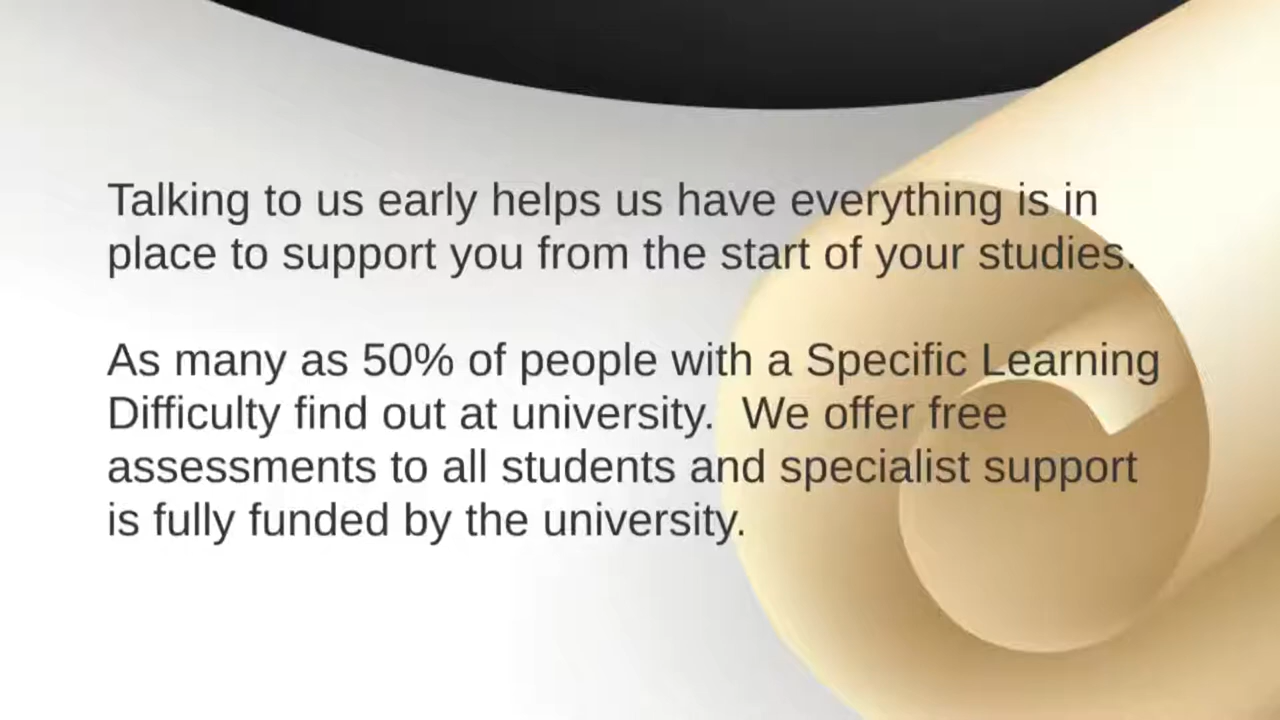 Talking to us early helps us have everything is in
place to support you from the start of your studies.
As many as 50% of people with a Specific Learning
Difficulty find out at university.  We offer free
assessments to all students and specialist support
is fully funded by the university.